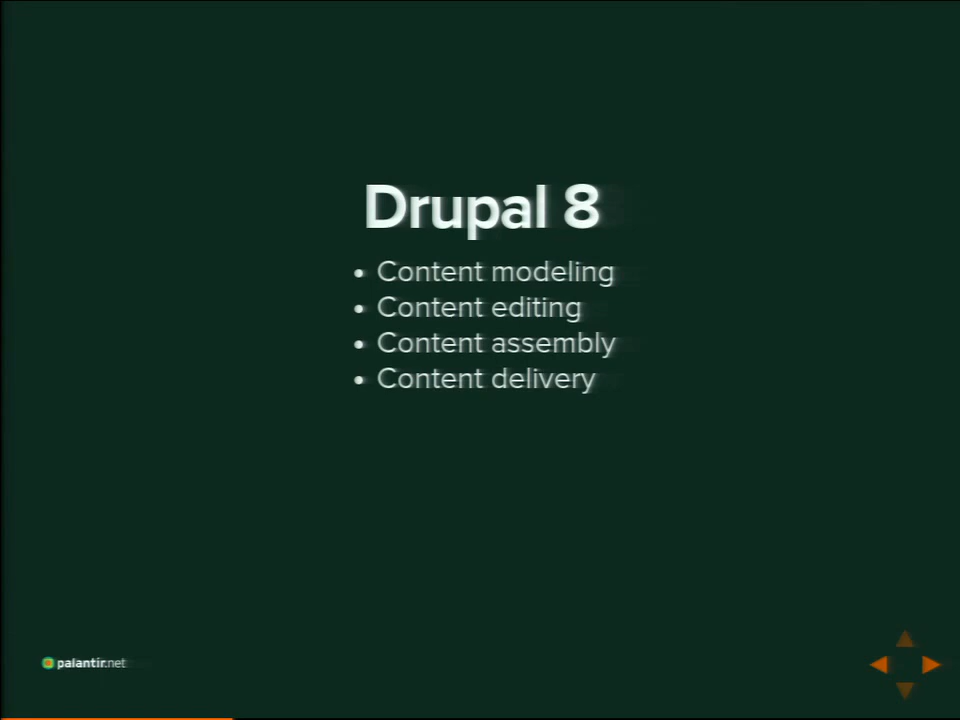 Drupal 8
• Content modeling
• Content editing
• Content assembly
• Content delivery
palantir.net